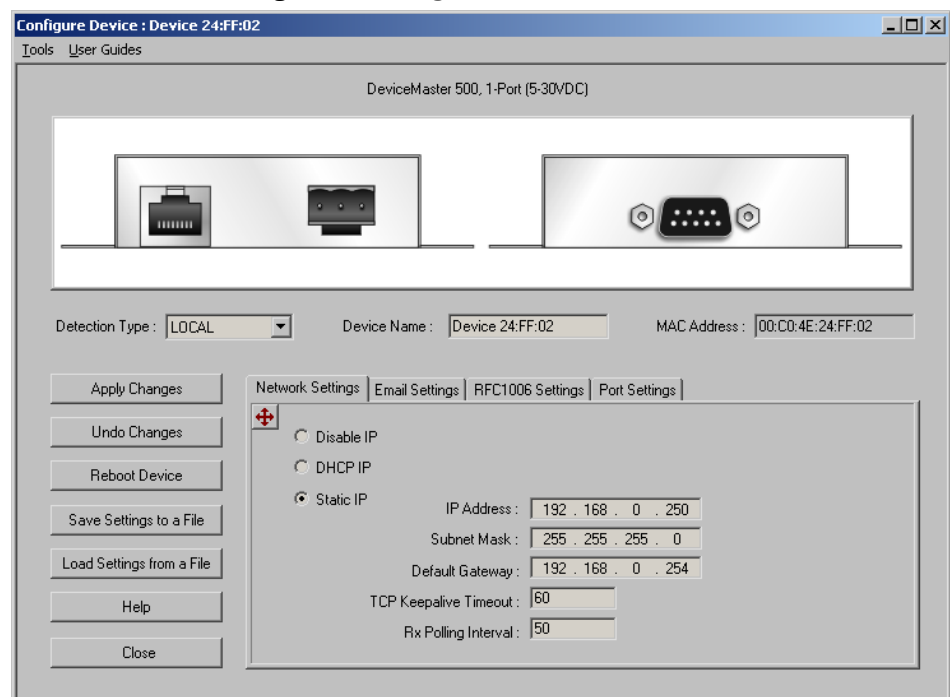 Configure Device : Device 24:FF:02
Tools User Guides
DeviceMaster 500, 1-Port (5-30VDC)
Detection Type : LOCAL Device Name : Device 24:FF:02 MAC Address : 00:C0:4E:24:FF:02
Apply Changes
Undo Changes
Reboot Device
Save Settings to a File
Load Settings from a File
Help
Close
Network Settings Email Settings RFC1006 Settings Port Settings
Disable IP
DHCP IP
Static IP
IP Address : 192 . 168 . 0 . 250
Subnet Mask : 255 . 255 . 255 . 0
Default Gateway : 192 . 168 . 0 . 254
TCP Keepalive Timeout : 60
Rx Polling Interval : 50